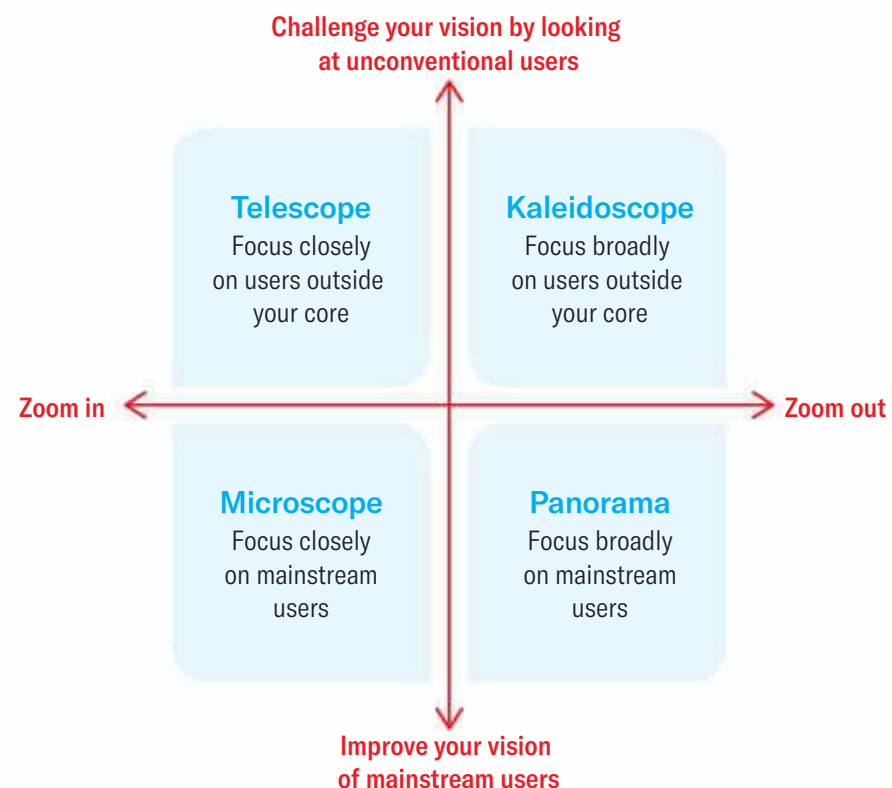 Challenge your vision by looking
at unconventional users
Telescope
Focus closely
on users outside
your core
Kaleidoscope
Focus broadly
on users outside
your core
Zoom in
Zoom out
Microscope
Focus closely
on mainstream
users
Panorama
Focus broadly
on mainstream
users
Improve your vision
of mainstream users